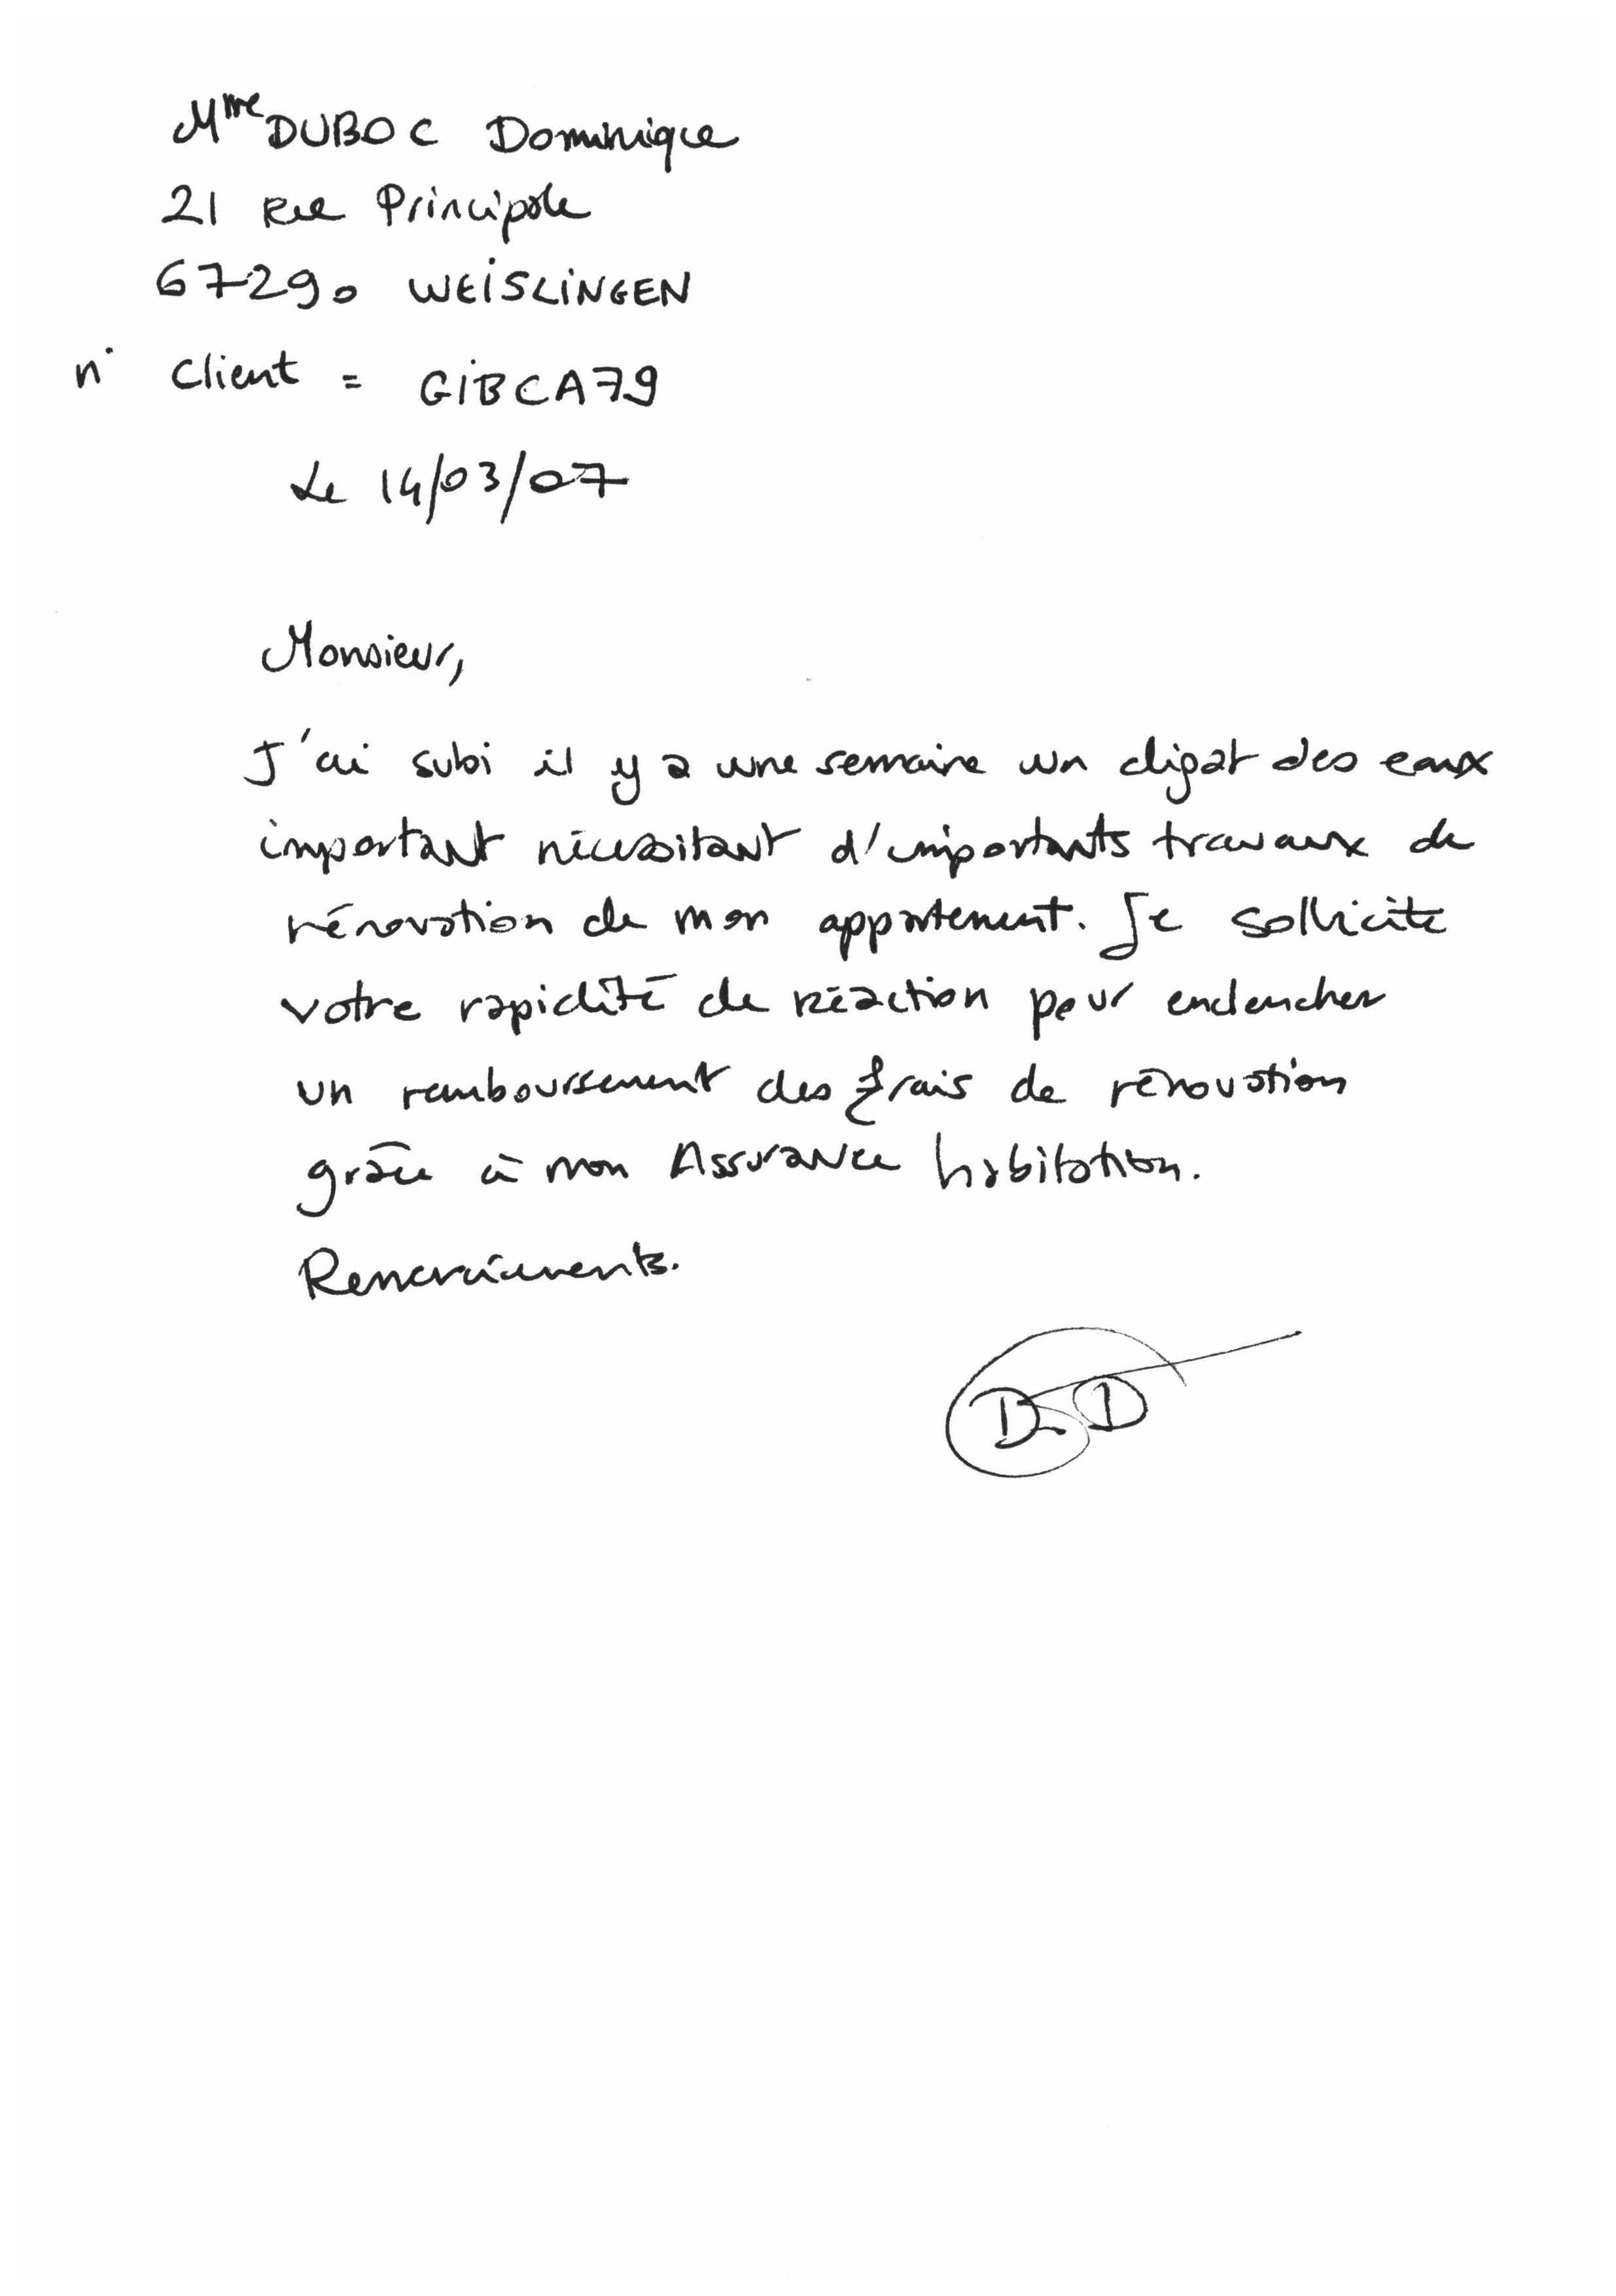 Mme DUBOC Dominique
21 Rue Principale
67290 WEISLINGEN
n° Client = GIBCA79
Le 14/03/07
Monsieur,
J'ai subi il y a une semaine un digat des eaux
important nécessitant d'importants travaux de
rénovation de mon appartement. Je sollicite
votre rapidité de réaction pour enclencher
un remboursement des frais de rénovation
grâce à mon Assurance habitation.
Remerciements.
D. D